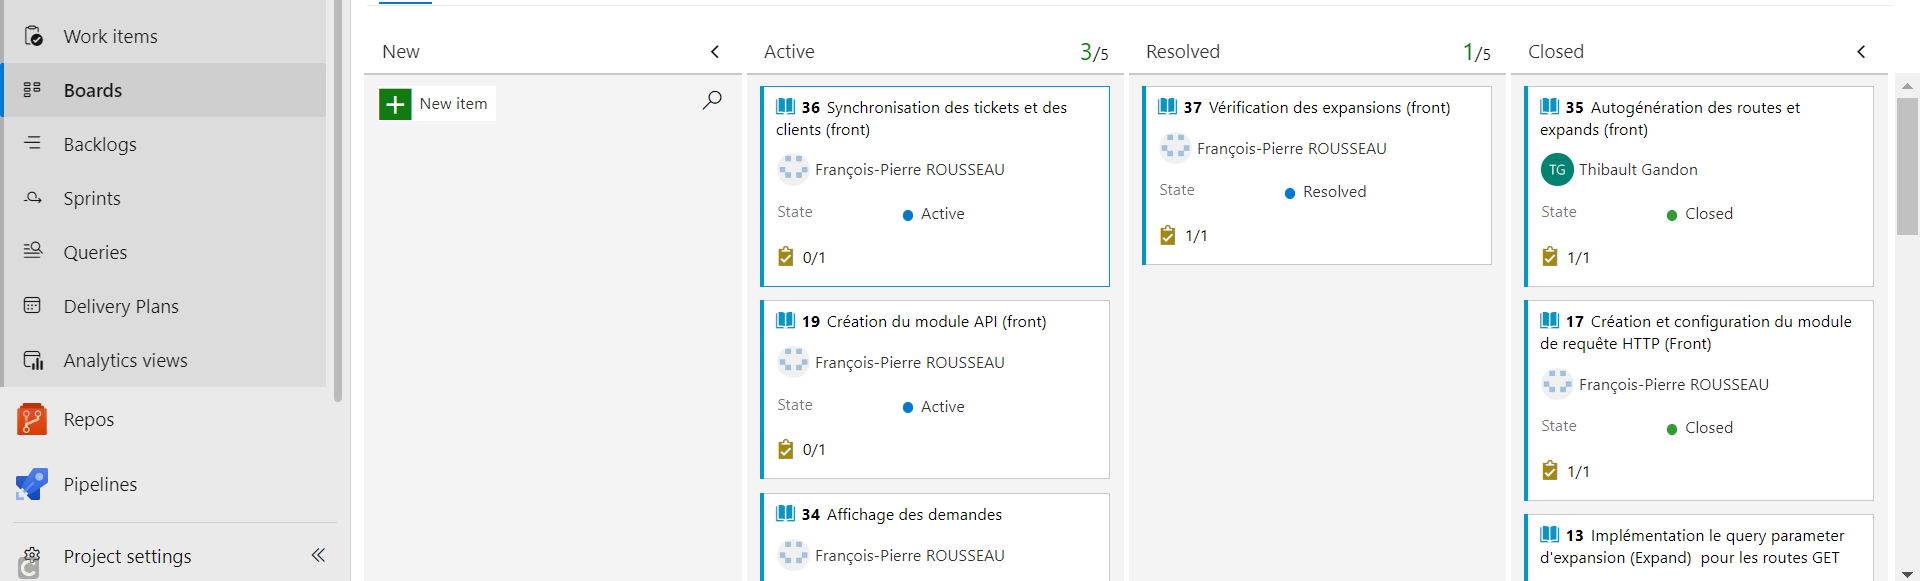 Work items
Boards
Backlogs
Sprints
Queries
Delivery Plans
Analytics views
Repos
Pipelines
Project settings
New
New item
Active
3/5
36 Synchronisation des tickets et des
clients (front)
François-Pierre ROUSSEAU
State
Active
0/1
19 Création du module API (front)
François-Pierre ROUSSEAU
State
Active
0/1
34 Affichage des demandes
François-Pierre ROUSSEAU
Resolved
1/5
37 Vérification des expansions (front)
François-Pierre ROUSSEAU
State
Resolved
1/1
Closed
35 Autogénération des routes et
expands (front)
TG Thibault Gandon
State
Closed
1/1
17 Création et configuration du module
de requête HTTP (Front)
François-Pierre ROUSSEAU
State
Closed
1/1
13 Implémentation le query parameter
d'expansion (Expand) pour les routes GET